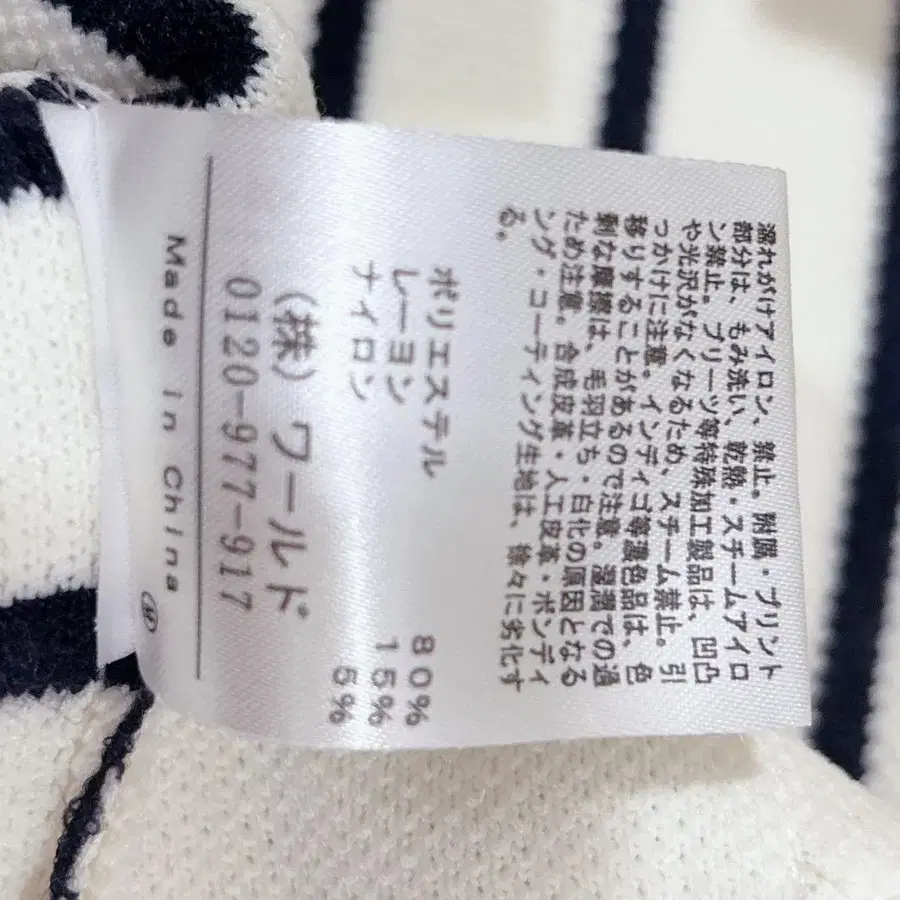 濡れがけアイロン、禁止。附属・プリント
部分は、もみ洗い、乾熱・スチームアイロ
ン禁止。プリーツ等特殊加工製品は、凹凸
や光沢がなくなるため、スチーム禁止。引
っかけに注意。インディゴ等濃色品は、色
移りすることがあるので注意。湿潤での過
剰な摩擦は、毛羽立ち・白化の原因となる
ため注意。合成皮革・人工皮革・ボンディ
ング・コーティング生地は、徐々に劣化す
る。
ポリエステル 80%
レーヨン 15%
ナイロン 5%
(株) ワールド
0120-977-917
Made in China